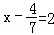 x - 4/7 = 2